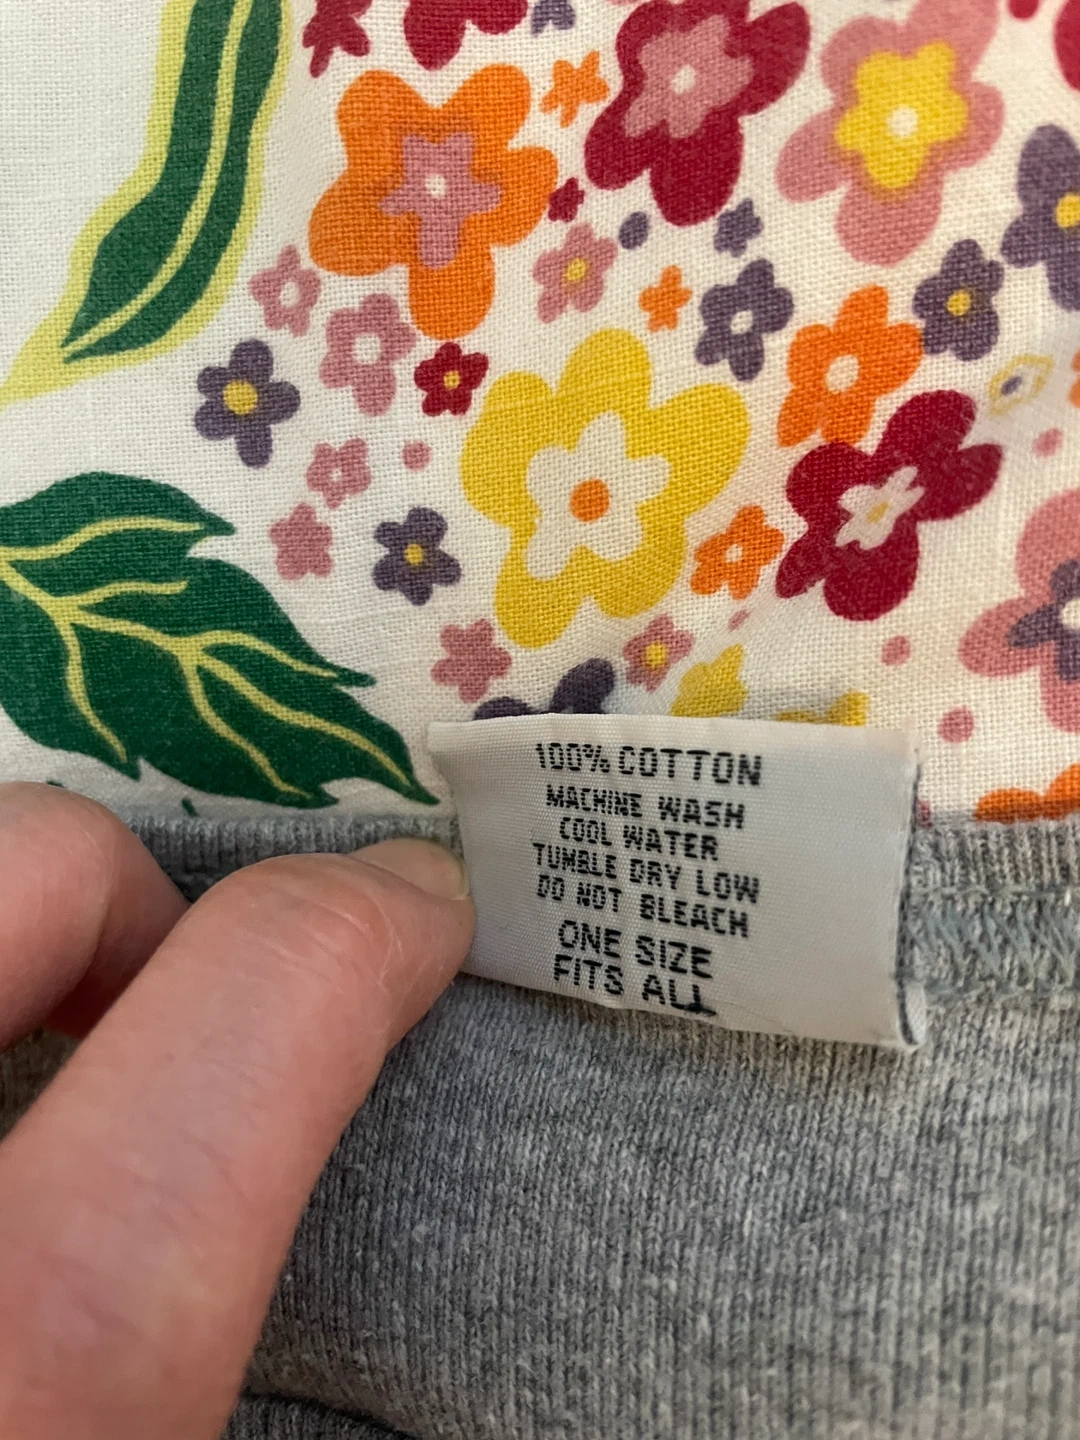 100% COTTON
MACHINE WASH
COOL WATER
TUMBLE DRY LOW
DO NOT BLEACH
ONE SIZE
FITS ALL